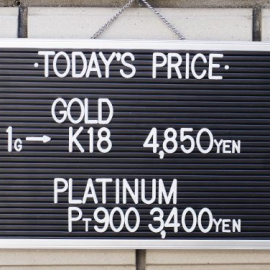 ·TODAY'S PRICE·
GOLD
1G→ K18 4,850YEN
PLATINUM
PT900 3,400YEN